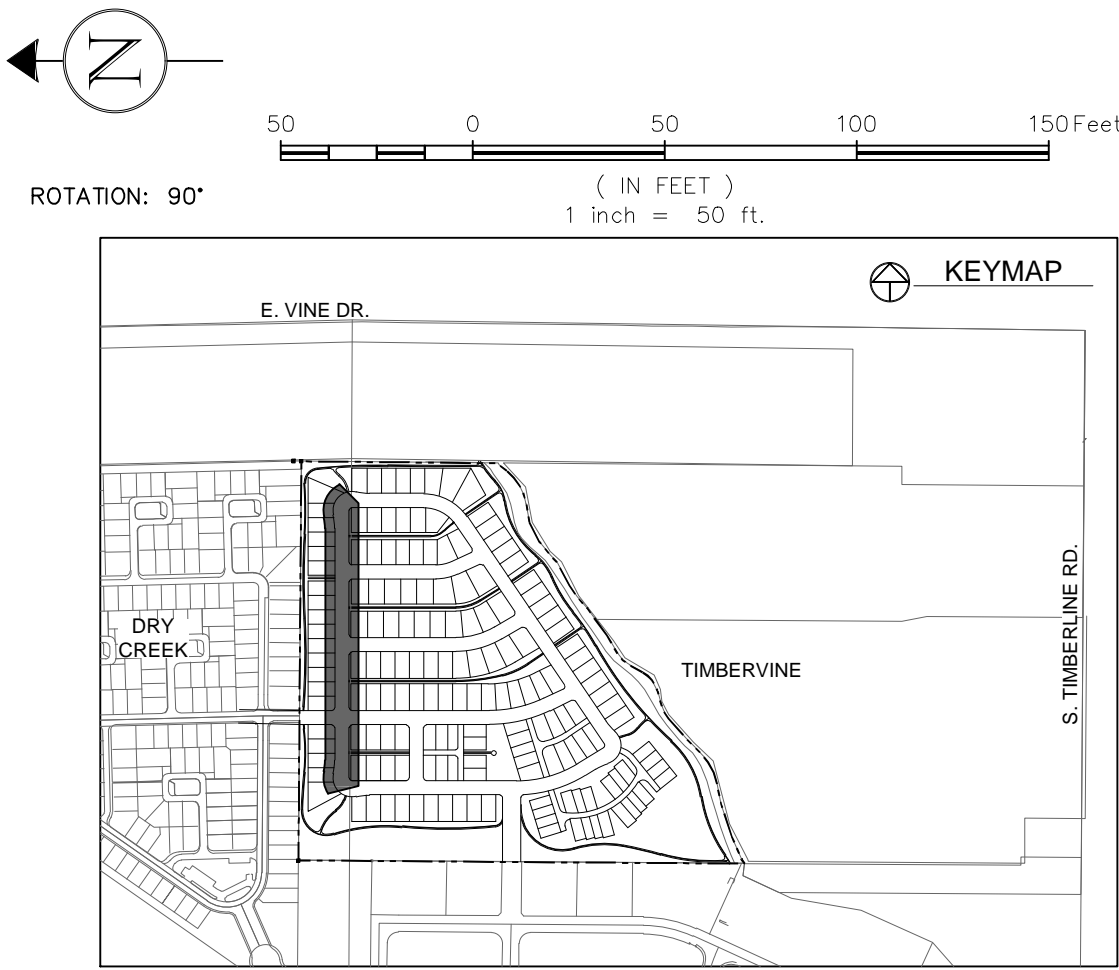 N
50 0 50 100 150 Feet
ROTATION: 90°
( IN FEET )
1 inch = 50 ft.
KEYMAP
E. VINE DR.
DRY
CREEK
TIMBERVINE
S. TIMBERLINE RD.